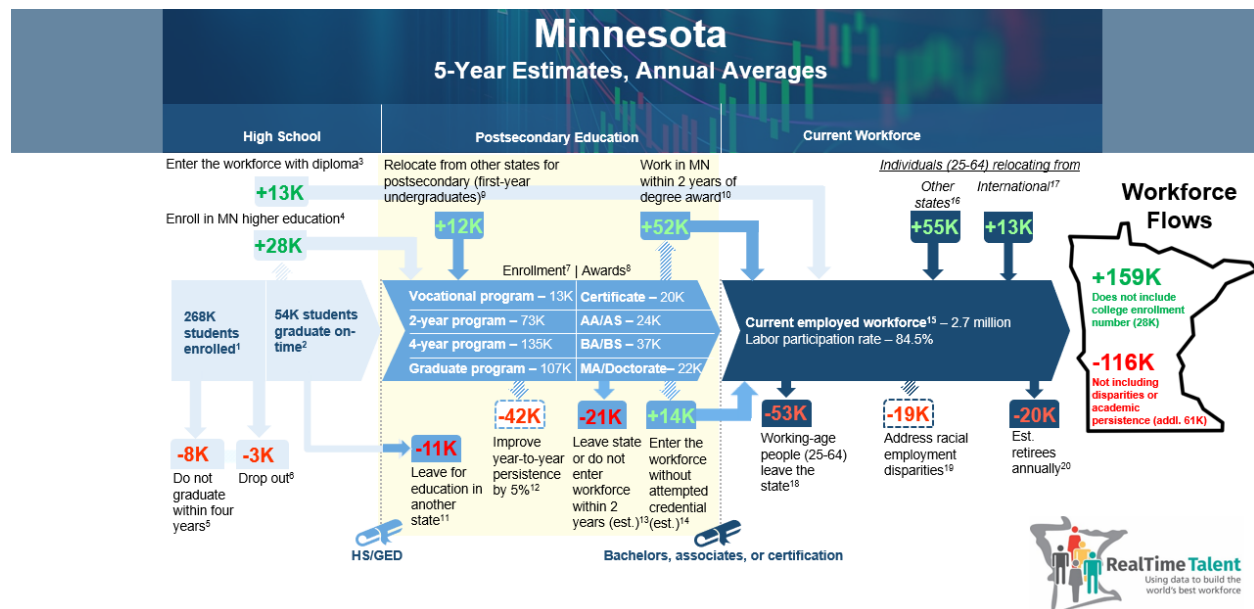 Minnesota
5-Year Estimates, Annual Averages
High School
Postsecondary Education
Current Workforce
Enter the workforce with diploma³
+13K
Enroll in MN higher education⁴
+28K
268K
students
enrolled¹
54K students
graduate on-
time²
-8K
Do not
graduate within
four
years⁵
-3K
Drop out⁶
Relocate from other states for
postsecondary (first-year
undergraduates)⁹
+12K
Work in MN
within 2 years of
degree award¹⁰
+52K
Enrollment⁷ | Awards⁸
Vocational program – 13K
Certificate – 20K
2-year program – 73K
AA/AS – 24K
4-year program – 135K
BA/BS – 37K
Graduate program – 107K
MA/Doctorate– 22K
-11K
Leave for
education in
another
state¹¹
-42K
Improve
year-to-year
persistence
by 5%¹²
-21K
Leave state
or do not
enter
workforce
within 2
years (est.)¹³
+14K
Enter the
workforce
without
attempted
credential
(est.)¹⁴
HS/GED
Bachelors, associates, or certification
Individuals (25-64) relocating from
Other
states¹⁶
International¹⁷
+55K
+13K
Current employed workforce¹⁵ – 2.7 million
Labor participation rate – 84.5%
-53K
Working-age
people (25-64)
leave the
state¹⁸
-19K
Address racial
employment
disparities¹⁹
-20K
Est.
retirees
annually²⁰
Workforce
Flows
+159K
Does not include
college enrollment
number (28K)
-116K
Not including
disparities or
academic
persistence (addl. 61K)
RealTime Talent
Using data to build the
world's best workforce